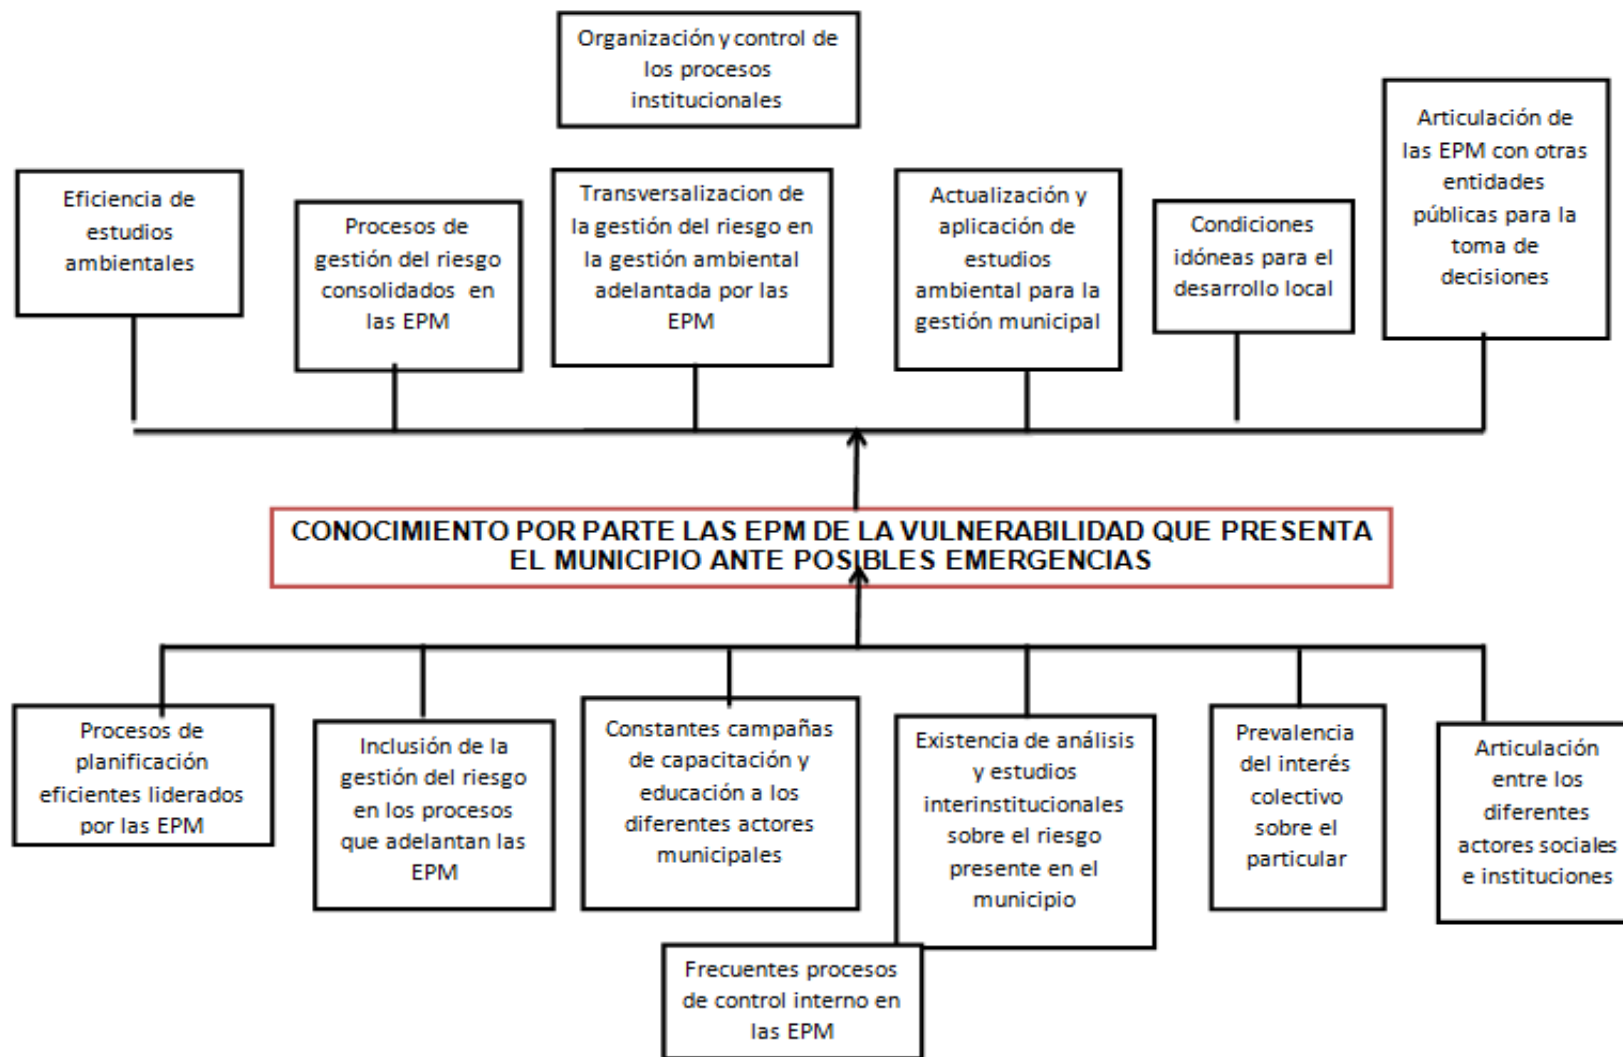 Organización y control de
los procesos
institucionales
Eficiencia de
estudios
ambientales
Procesos de
gestión del riesgo
consolidados en
las EPM
Transversalizacion de
la gestión del riesgo en
la gestión ambiental
adelantada por las
EPM
Actualización y
aplicación de
estudios
ambiental para la
gestión municipal
Condiciones
idóneas para el
desarrollo local
Articulación de
las EPM con otras
entidades
públicas para la
toma de
decisiones
CONOCIMIENTO POR PARTE LAS EPM DE LA VULNERABILIDAD QUE PRESENTA
EL MUNICIPIO ANTE POSIBLES EMERGENCIAS
Procesos de
planificación
eficientes liderados
por las EPM
Inclusión de la
gestión del riesgo
en los procesos
que adelantan las
EPM
Constantes campañas
de capacitación y
educación a los
diferentes actores
municipales
Existencia de análisis
y estudios
interinstitucionales
sobre el riesgo
presente en el
municipio
Prevalencia
del interés
colectivo
sobre el
particular
Articulación
entre los
diferentes
actores sociales
e instituciones
Frecuentes procesos
de control interno en
las EPM